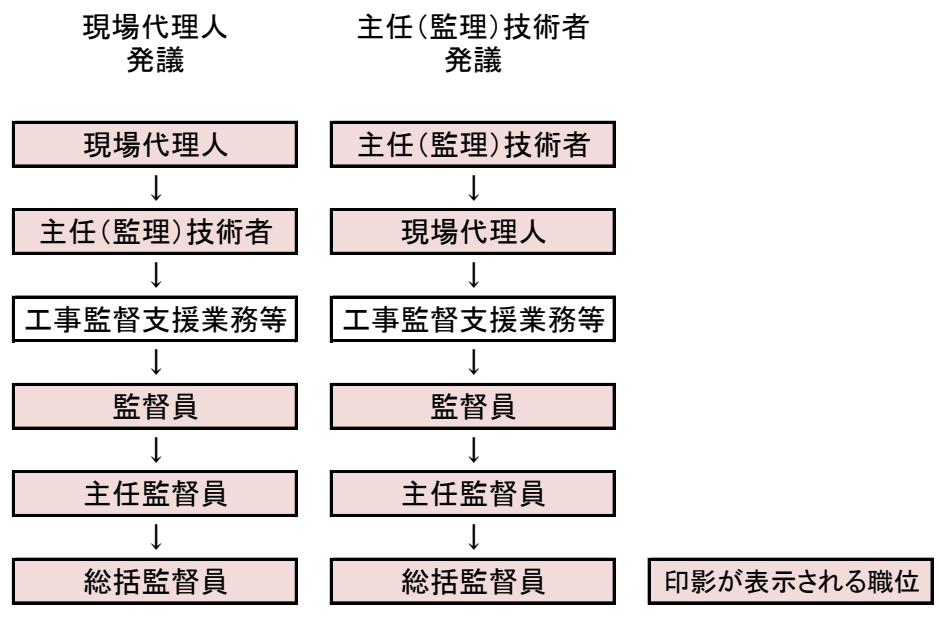 現場代理人
発議
現場代理人
↓
主任（監理）技術者
↓
工事監督支援業務等
↓
監督員
↓
主任監督員
↓
総括監督員
主任（監理）技術者
発議
主任（監理）技術者
↓
現場代理人
↓
工事監督支援業務等
↓
監督員
↓
主任監督員
↓
総括監督員
印影が表示される職位